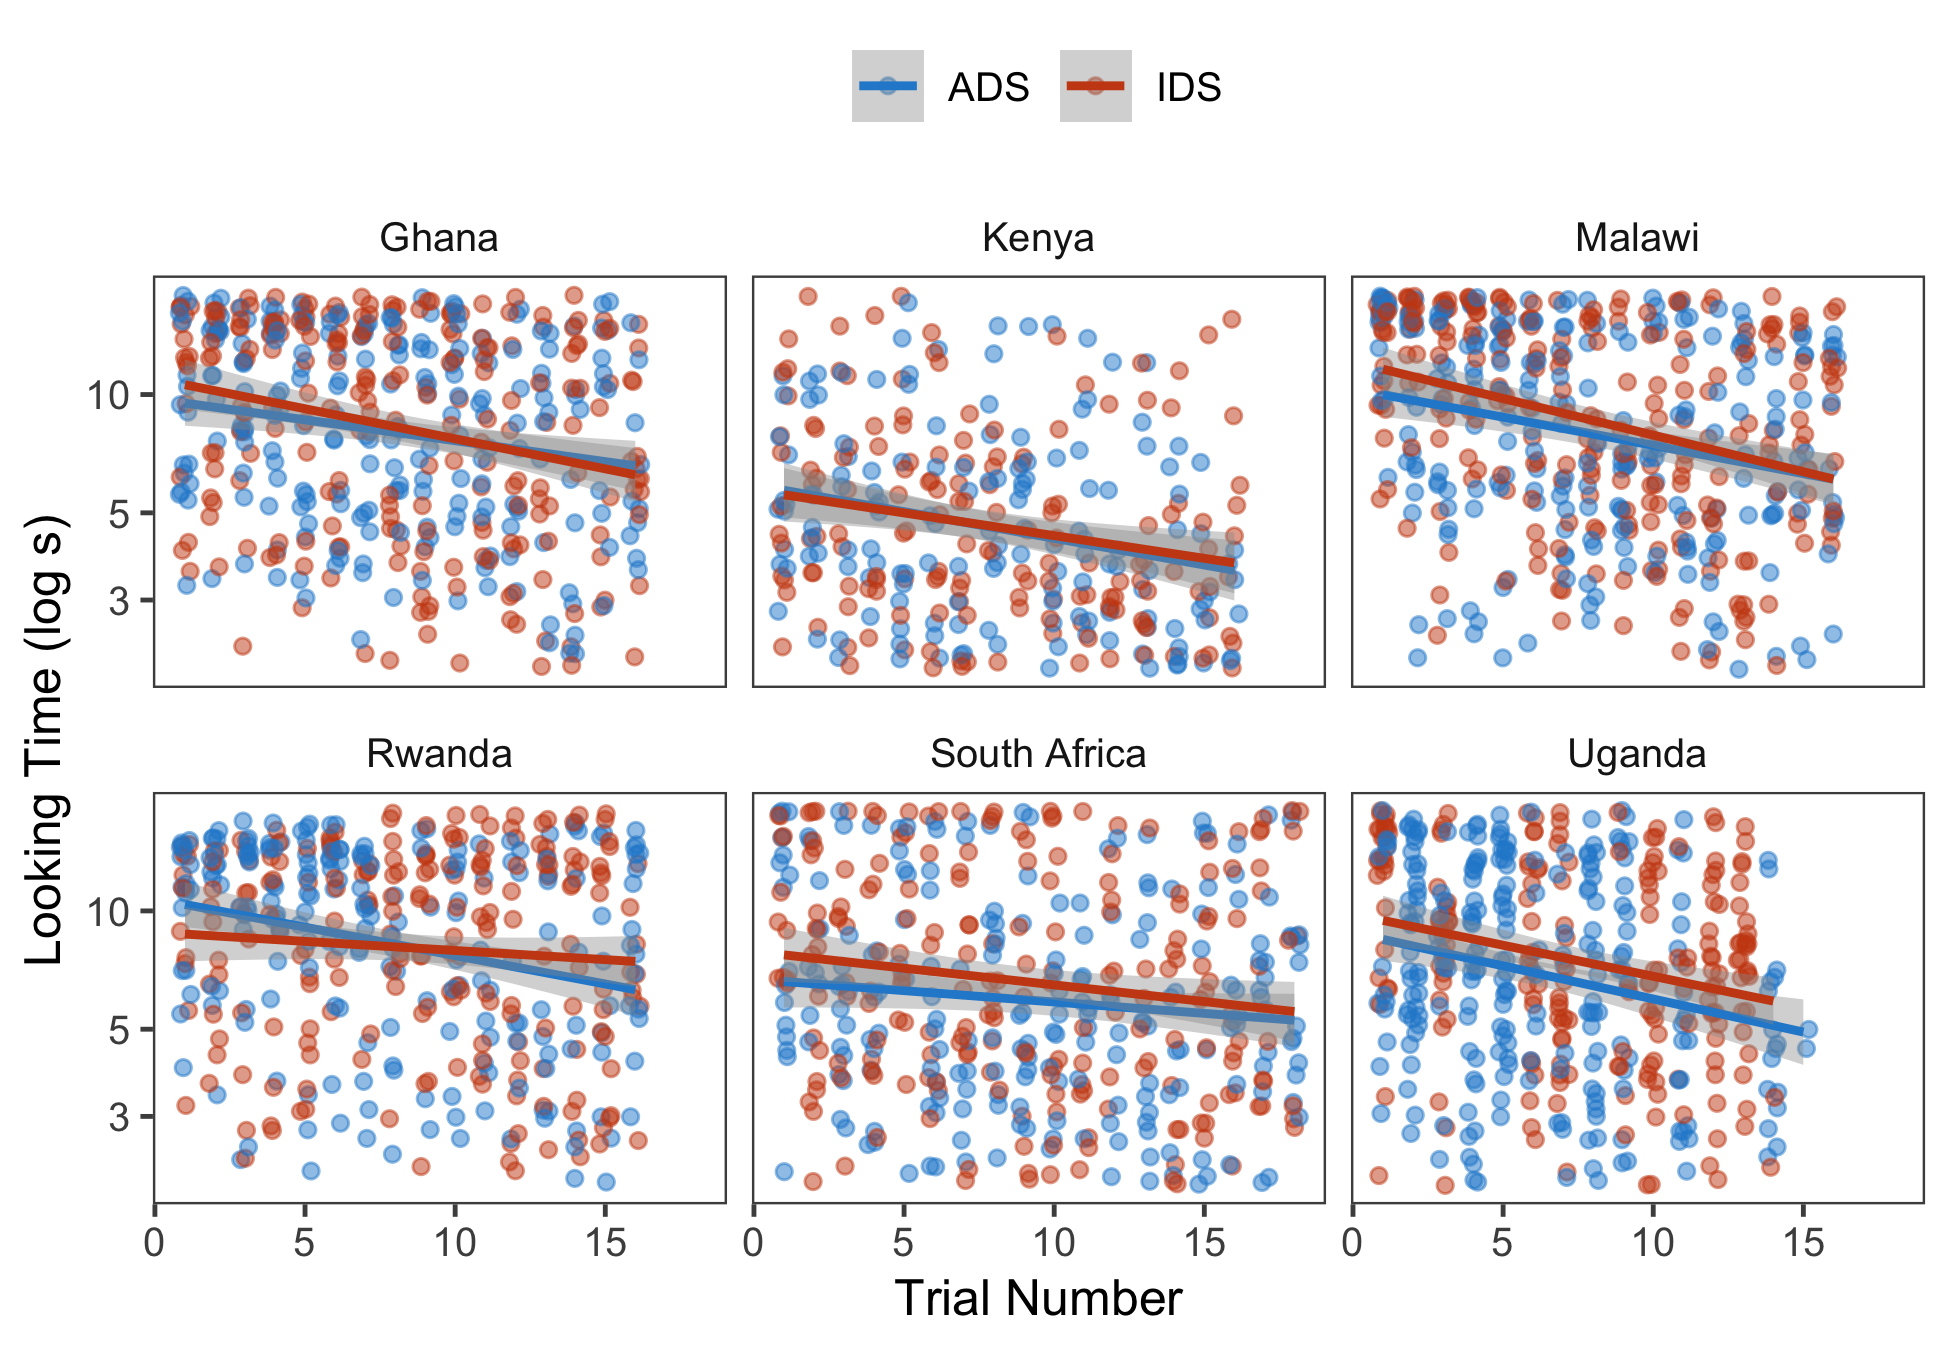 ADS IDS
Ghana Kenya Malawi
10
5
3
Rwanda South Africa Uganda
10
5
3
0 5 10 15 0 5 10 15 0 5 10 15
Trial Number
Looking Time (log s)